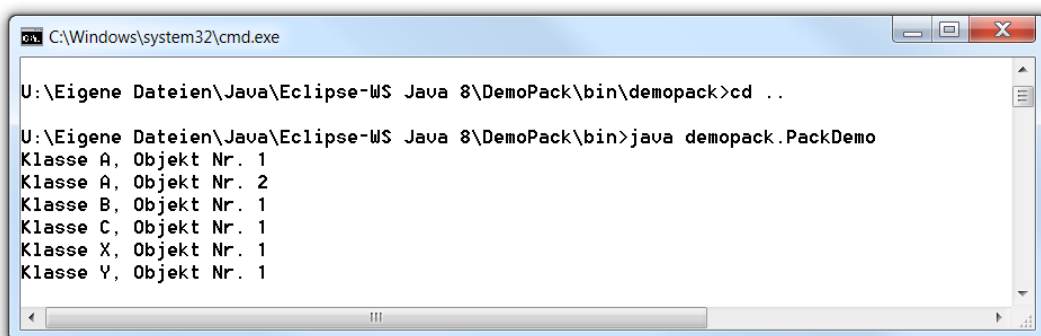 C:\Windows\system32\cmd.exe
U:\Eigene Dateien\Java\Eclipse-WS Java 8\DemoPack\bin\demopack>cd ..
U:\Eigene Dateien\Java\Eclipse-WS Java 8\DemoPack\bin>java demopack.PackDemo
Klasse A, Objekt Nr. 1
Klasse A, Objekt Nr. 2
Klasse B, Objekt Nr. 1
Klasse C, Objekt Nr. 1
Klasse X, Objekt Nr. 1
Klasse Y, Objekt Nr. 1